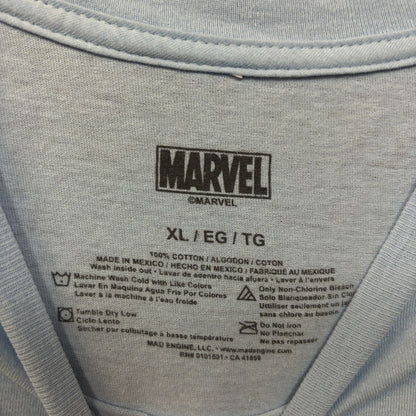 MARVEL
©MARVEL
XL / EG / TG
100% COTTON / ALGODON / COTON
MADE IN MEXICO / HECHO EN MEXICO / FABRIQUÉ AU MEXIQUE
Wash inside out • Lavar de adentro hacia afuera • Laver à l'envers
Machine Wash Cold with Like Colors
Lavar En Maquina Agua Fria Por Colores
Laver a la machine à l'eau froide
Only Non-Chlorine Bleach
Solo Blanqueador Sin
Utiliser seulement un
sans chlore au besoin
Tumble Dry Low
Ciclo Lento
Sécher par culbutage à basse température
Do Not Iron
No Planchar
Ne pas repasser
MAD ENGINE, LLC. • www.madengine.com
RN# 0101531 • CA 41059